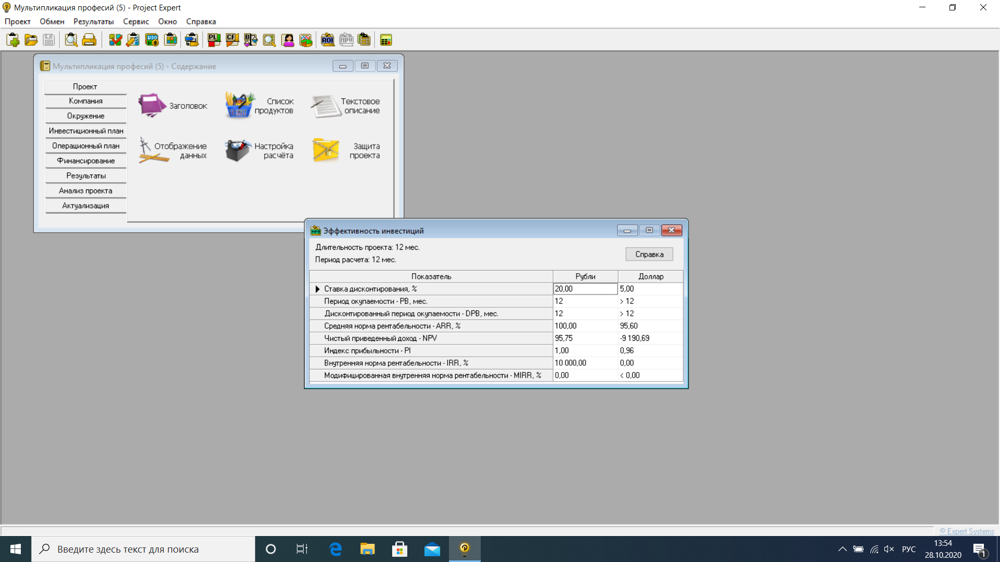 Мультипликация професий (5) - Project Expert
Проект Обмен Результаты Сервис Окно Справка
PL CF B ROI NPV
Мультипликация професий (5) - Содержание
Проект
Компания
Окружение
Инвестиционный план
Операционный план
Финансирование
Результаты
Анализ проекта
Актуализация
Заголовок
Список
продуктов
Текстовое
описание
Отображение
данных
Настройка
расчёта
Защита
проекта
NPV Эффективность инвестиций
Длительность проекта: 12 мес.
Период расчета: 12 мес.
Справка
Показатель Рубли Доллар
Ставка дисконтирования, % 20,00 5,00
Период окупаемости - PB, мес. 12 > 12
Дисконтированный период окупаемости - DPB, мес. 12 > 12
Средняя норма рентабельности - ARR, % 100,00 95,60
Чистый приведенный доход - NPV 95,75 -9 190,69
Индекс прибыльности - PI 1,00 0,96
Внутренняя норма рентабельности - IRR, % 10 000,00 0,00
Модифицированная внутренняя норма рентабельности - MIRR, % 0,00 < 0,00
© Expert Systems
Введите здесь текст для поиска
РУС
13:54
28.10.2020
1